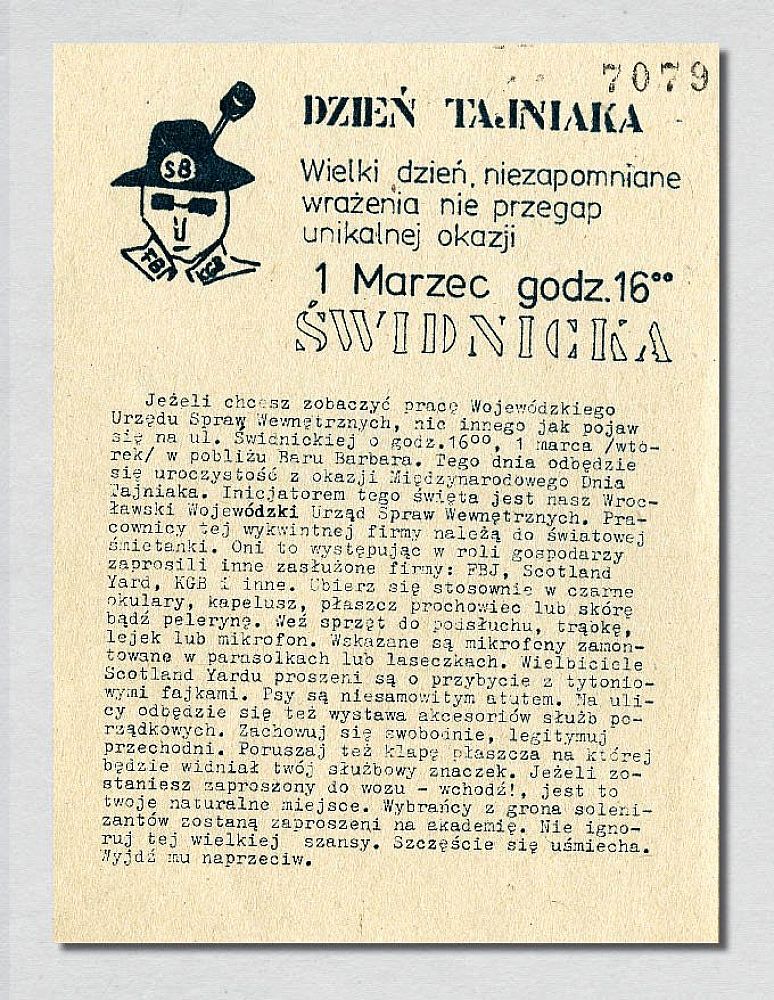 7079
DZIEŃ TAJNIAKA
SB
FBI
KGB
Wielki dzień, niezapomniane
wrażenia nie przegap
unikalnej okazji
1 Marzec godz.16⁰⁰
ŚWIDNICKA
Jeżeli chcesz zobaczyć pracę Wojewódzkiego
Urzędu Spraw Wewnętrznych, nic innego jak pojaw
się na ul. Świdnickiej o godz.16⁰⁰, 1 marca /wto-
rek/ w pobliżu Baru Barbara. Tego dnia odbędzie
się uroczystość z okazji Międzynarodowego Dnia
Tajniaka. Inicjatorem tego święta jest nasz Wroc-
ławski Wojewódzki Urząd Spraw Wewnętrznych. Pra-
cownicy tej wykwintnej firmy należą do światowej
śmietanki. Oni to występując w roli gospodarzy
zaprosili inne zasłużone firmy: FBJ, Scotland
Yard, KGB i inne. Ubierz się stosownie w czarne
okulary, kapelusz, płaszcz prochowiec lub skórę
bądź pelerynę. Weź sprzęt do podsłuchu, trąbkę,
lejek lub mikrofon. Wskazane są mikrofony zamon-
towane w parasolkach lub laseczkach. Wielbiciele
Scotland Yardu proszeni są o przybycie z tytonio-
wymi fajkami. Psy są niesamowitym atutem. Na uli-
cy odbędzie się też wystawa akcesoriów służb po-
rządkowych. Zachowuj się swobodnie, legitymuj
przechodni. Poruszaj też klapę płaszcza na której
będzie widniał twój służbowy znaczek. Jeżeli zo-
staniesz zaproszony do wozu - wchodź!, jest to
twoje naturalne miejsce. Wybrańcy z grona soleni-
zantów zostaną zaproszeni na akademię. Nie igno-
ruj tej wielkiej szansy. Szczęście się uśmiecha.
Wyjdź mu naprzeciw.